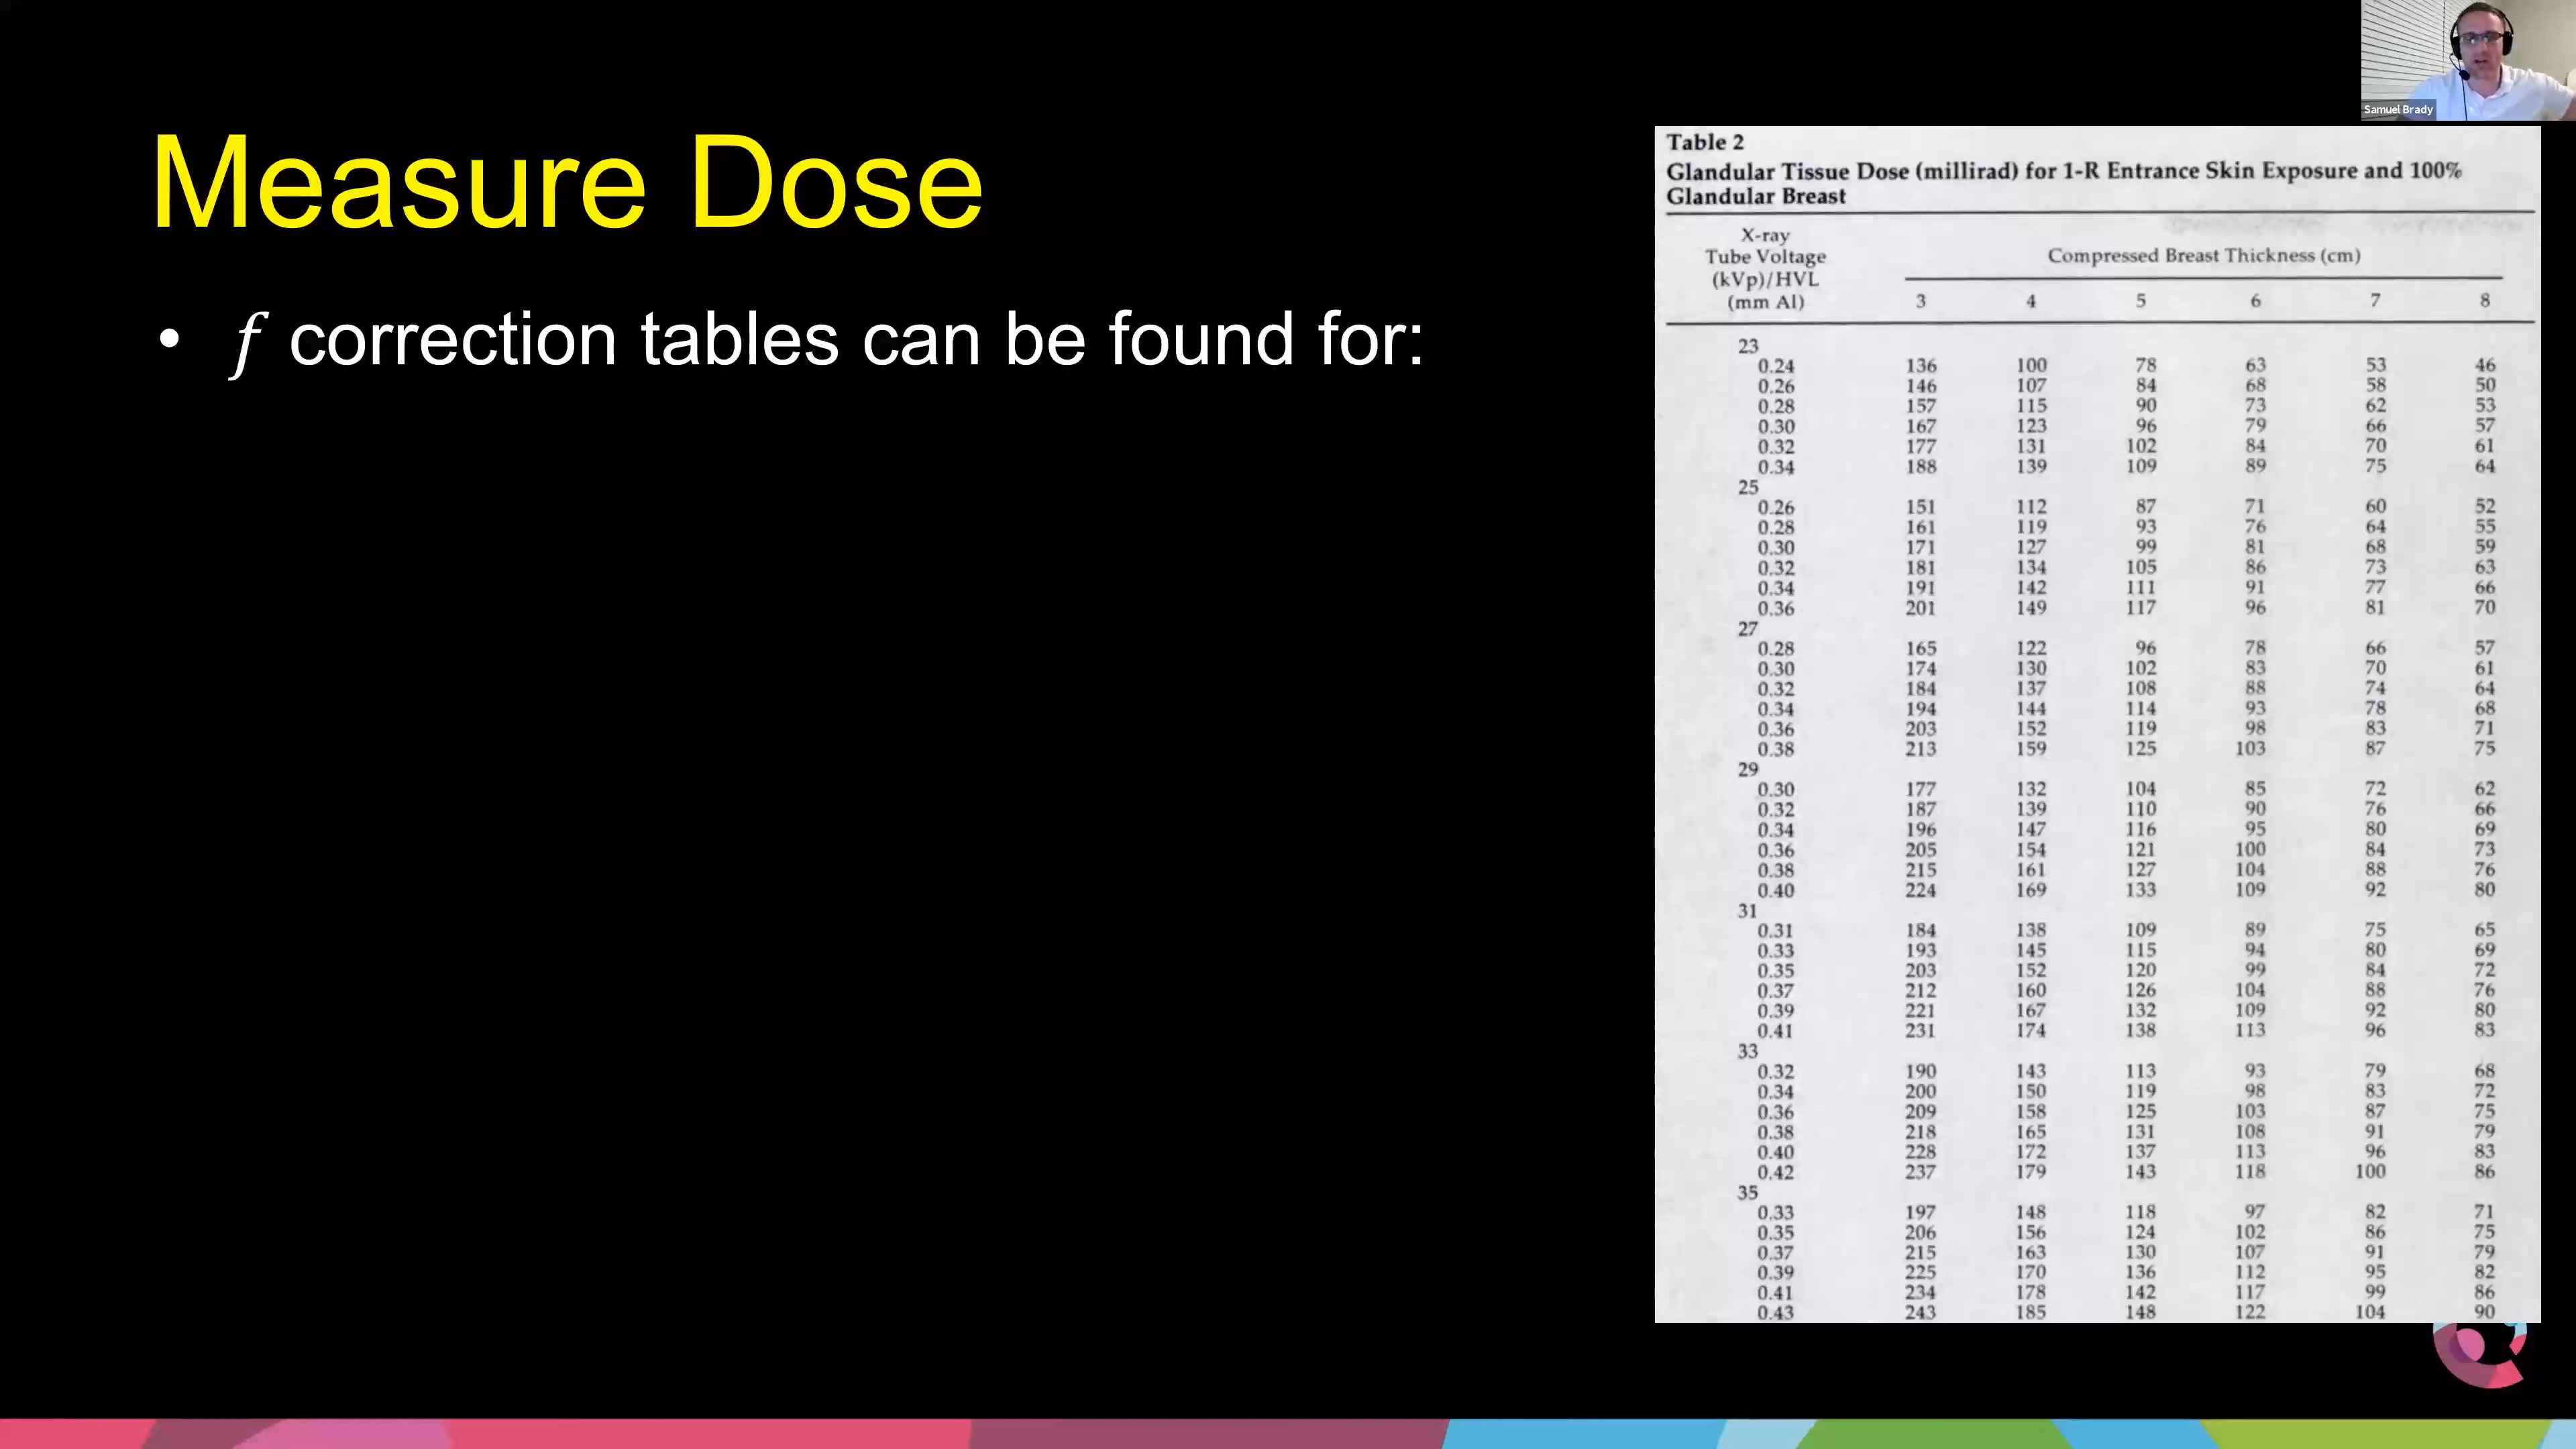 Samuel Brady
Measure Dose
• f correction tables can be found for:
Table 2
Glandular Tissue Dose (millirad) for 1-R Entrance Skin Exposure and 100%
Glandular Breast
X-ray
Tube Voltage
(kVp)/HVL
(mm Al)
Compressed Breast Thickness (cm)
3 4 5 6 7 8
23
0.24 136 100 78 63 53 46
0.26 146 107 84 68 58 50
0.28 157 115 90 73 62 53
0.30 167 123 96 79 66 57
0.32 177 131 102 84 70 61
0.34 188 139 109 89 75 64
25
0.26 151 112 87 71 60 52
0.28 161 119 93 76 64 55
0.30 171 127 99 81 68 59
0.32 181 134 105 86 73 63
0.34 191 142 111 91 77 66
0.36 201 149 117 96 81 70
27
0.28 165 122 96 78 66 57
0.30 174 130 102 83 70 61
0.32 184 137 108 88 74 64
0.34 194 144 114 93 78 68
0.36 203 152 119 98 83 71
0.38 213 159 125 103 87 75
29
0.30 177 132 104 85 72 62
0.32 187 139 110 90 76 66
0.34 196 147 116 95 80 69
0.36 205 154 121 100 84 73
0.38 215 161 127 104 88 76
0.40 224 169 133 109 92 80
31
0.31 184 138 109 89 75 65
0.33 193 145 115 94 80 69
0.35 203 152 120 99 84 72
0.37 212 160 126 104 88 76
0.39 221 167 132 109 92 80
0.41 231 174 138 113 96 83
33
0.32 190 143 113 93 79 68
0.34 200 150 119 98 83 72
0.36 209 158 125 103 87 75
0.38 218 165 131 108 91 79
0.40 228 172 137 113 96 83
0.42 237 179 143 118 100 86
35
0.33 197 148 118 97 82 71
0.35 206 156 124 102 86 75
0.37 215 163 130 107 91 79
0.39 225 170 136 112 95 82
0.41 234 178 142 117 99 86
0.43 243 185 148 122 104 90